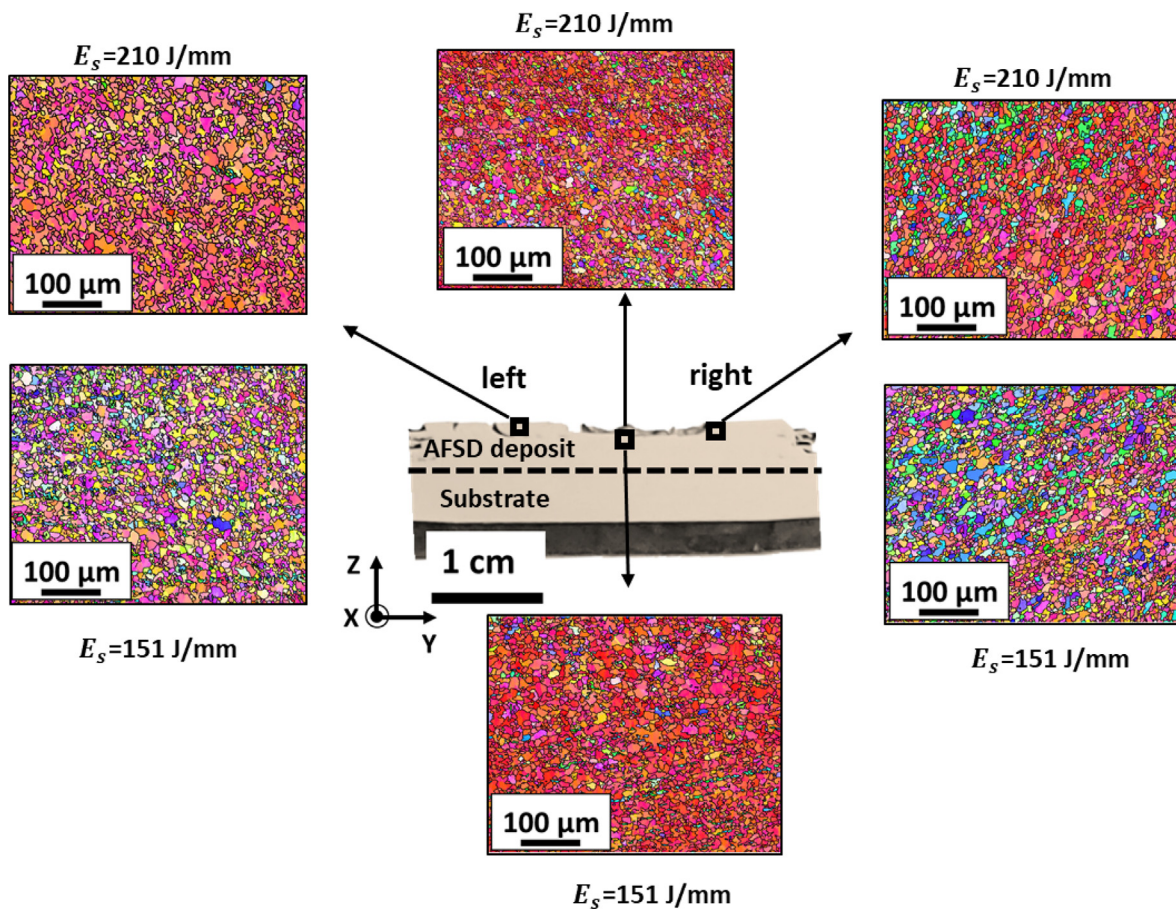 E_s=210 J/mm
E_s=210 J/mm
E_s=210 J/mm
100 µm
100 µm
100 µm
left
right
AFSD deposit
Substrate
1 cm
Z
X
Y
100 µm
100 µm
E_s=151 J/mm
E_s=151 J/mm
100 µm
E_s=151 J/mm